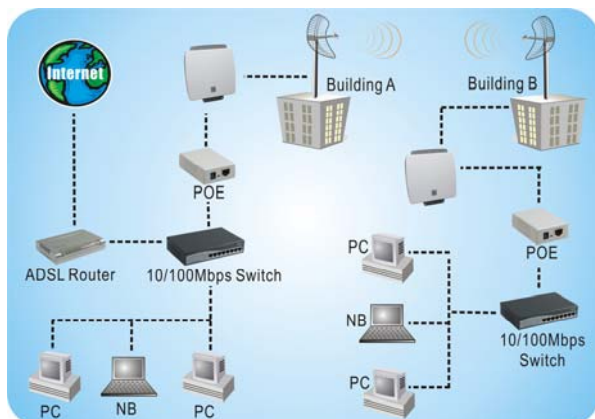 Internet
Building A
Building B
POE
ADSL Router
10/100Mbps Switch
PC
NB
PC
POE
PC
NB
PC
10/100Mbps
Switch